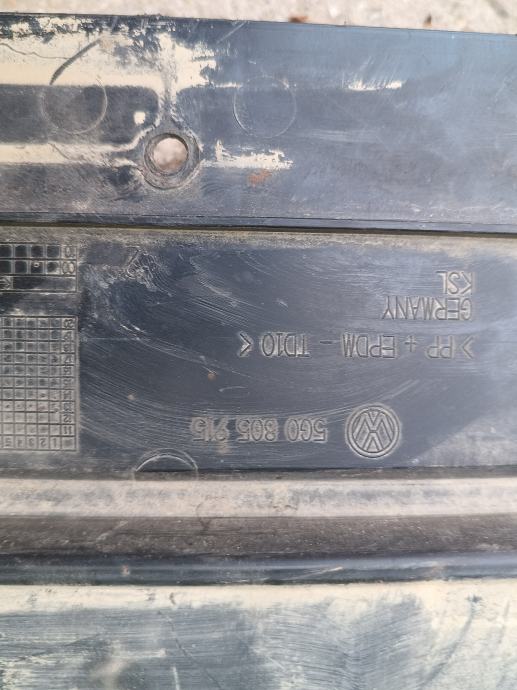 5G0 805 915
>PP + EPDM - TD10<
GERMANY
KSL